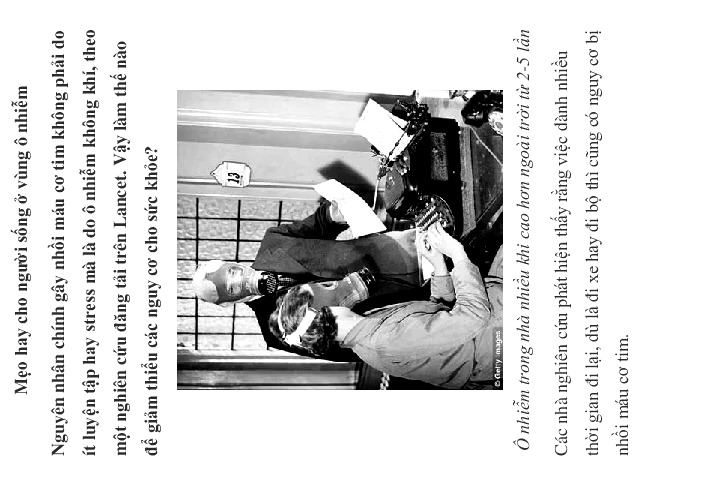 Mẹo hay cho người sống ở vùng ô nhiễm
Nguyên nhân chính gây nhồi máu cơ tim không phải do
ít luyện tập hay stress mà là do ô nhiễm không khí, theo
một nghiên cứu đăng tải trên Lancet. Vậy làm thế nào
để giảm thiểu các nguy cơ cho sức khỏe?
13
© Getty Images
Ô nhiễm trong nhà nhiều khi cao hơn ngoài trời từ 2-5 lần
Các nhà nghiên cứu phát hiện thấy rằng việc dành nhiều
thời gian đi lại, dù là đi xe hay đi bộ thì cũng có nguy cơ bị
nhồi máu cơ tim.